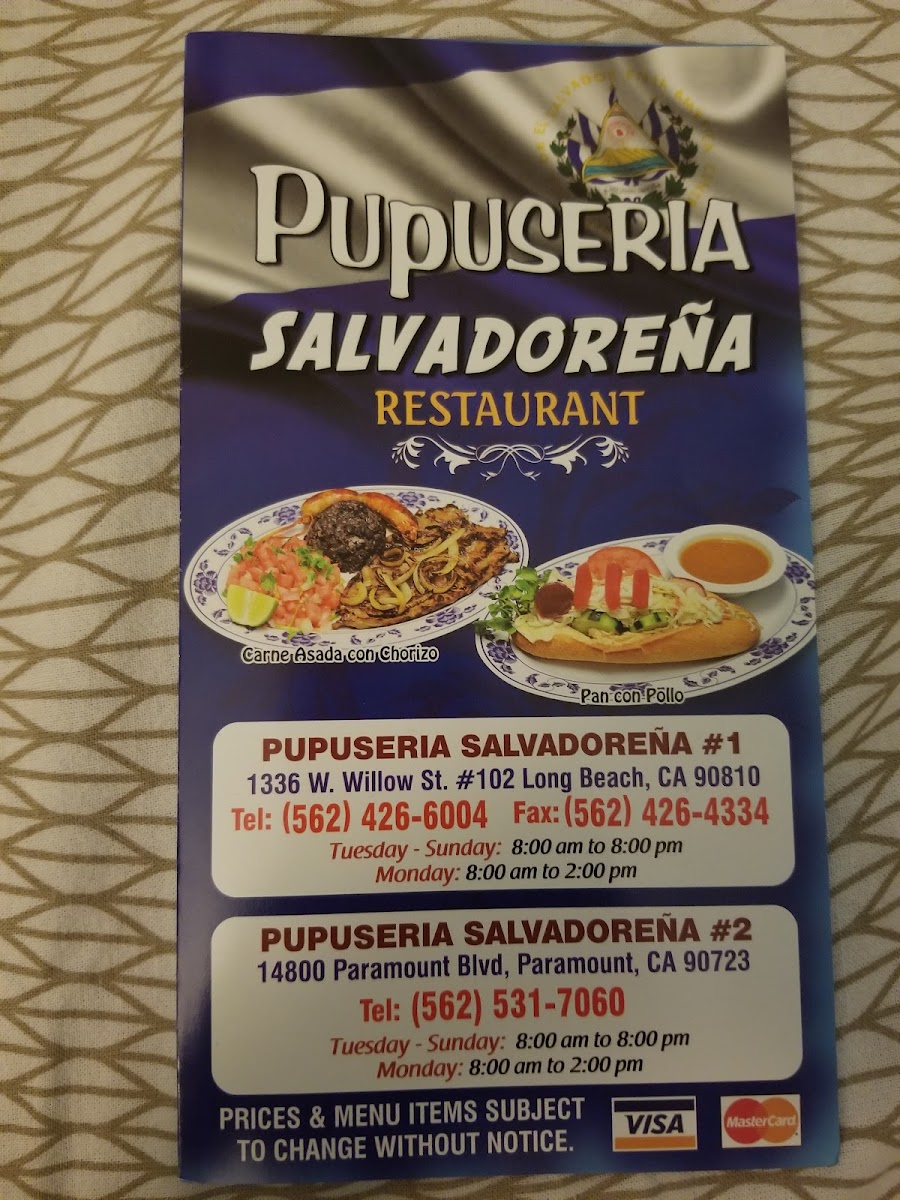 PUPUSERIA
SALVADOREÑA
RESTAURANT
Carne Asada con Chorizo
Pan con Pollo
PUPUSERIA SALVADOREÑA #1
1336 W. Willow St. #102 Long Beach, CA 90810
Tel: (562) 426-6004 Fax: (562) 426-4334
Tuesday - Sunday: 8:00 am to 8:00 pm
Monday: 8:00 am to 2:00 pm
PUPUSERIA SALVADOREÑA #2
14800 Paramount Blvd, Paramount, CA 90723
Tel: (562) 531-7060
Tuesday - Sunday: 8:00 am to 8:00 pm
Monday: 8:00 am to 2:00 pm
PRICES & MENU ITEMS SUBJECT
TO CHANGE WITHOUT NOTICE.
VISA
MasterCard